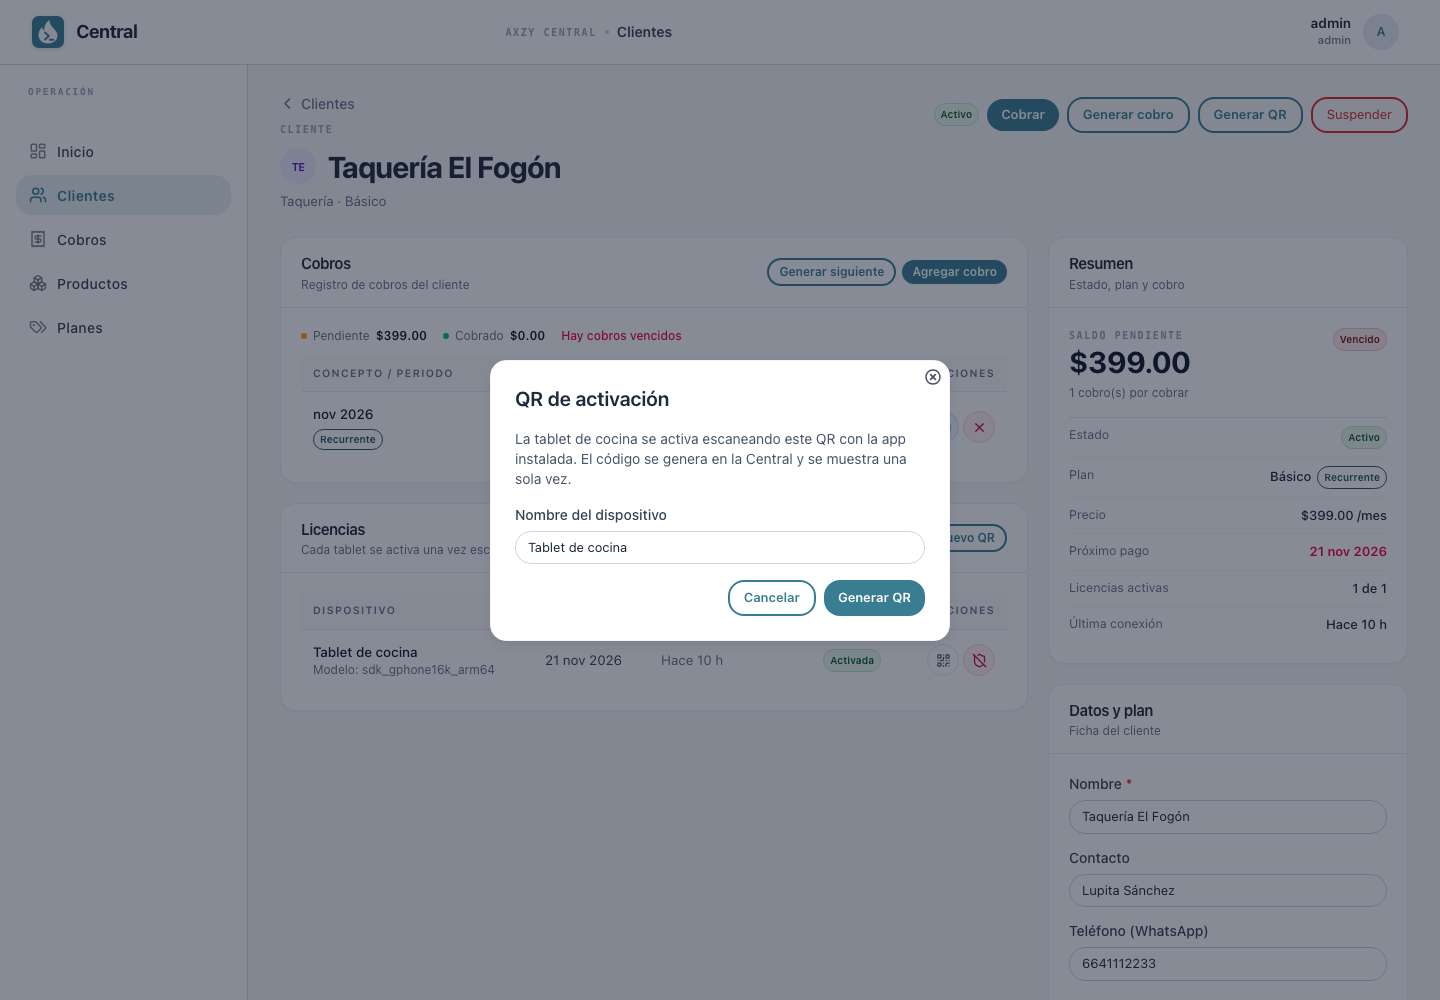 Central
AXZY CENTRAL • Clientes
admin
admin
A
OPERACIÓN
Inicio
Clientes
Cobros
Productos
Planes
Clientes
CLIENTE
TE
Taquería El Fogón
Taquería · Básico
Activo
Cobrar
Generar cobro
Generar QR
Suspender
Cobros
Registro de cobros del cliente
Generar siguiente
Agregar cobro
Pendiente $399.00
Cobrado $0.00
Hay cobros vencidos
CONCEPTO / PERIODO
nov 2026
Recurrente
Licencias
DISPOSITIVO
Tablet de cocina
Modelo: sdk_gphone16k_arm64
21 nov 2026
Hace 10 h
Activada
QR de activación
La tablet de cocina se activa escaneando este QR con la app
instalada. El código se genera en la Central y se muestra una
sola vez.
Nombre del dispositivo
Tablet de cocina
Cancelar
Generar QR
Cada tablet se activa una vez
QR
Resumen
Estado, plan y cobro
SALDO PENDIENTE
Vencido
$399.00
1 cobro(s) por cobrar
Estado
Activo
Plan
Básico
Recurrente
Precio
$399.00 /mes
Próximo pago
21 nov 2026
Licencias activas
1 de 1
Última conexión
Hace 10 h
Datos y plan
Ficha del cliente
Nombre *
Taquería El Fogón
Contacto
Lupita Sánchez
Teléfono (WhatsApp)
6641112233